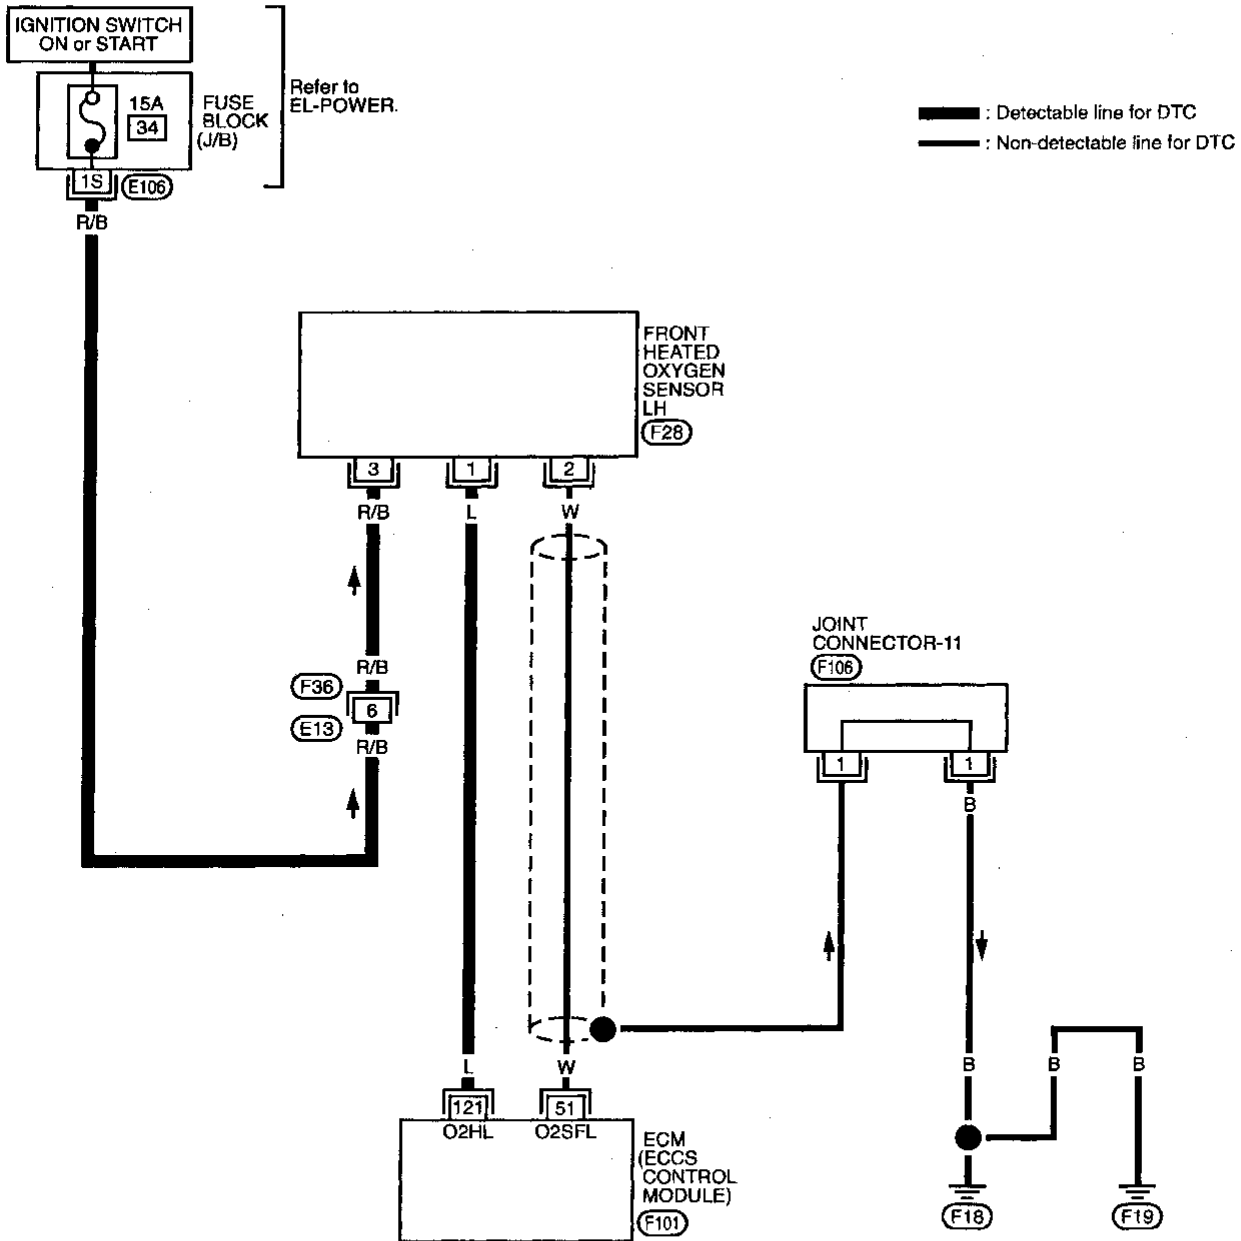 IGNITION SWITCH
ON or START
15A
34
FUSE
BLOCK
(J/B)
Refer to
EL-POWER.
1S
E106
R/B
: Detectable line for DTC
: Non-detectable line for DTC
FRONT
HEATED
OXYGEN
SENSOR
LH
F28
3
1
2
R/B
L
W
R/B
F36
6
E13
R/B
JOINT
CONNECTOR-11
F106
1
1
B
L
W
B
B
B
121
51
O2HL
O2SFL
ECM
(ECCS
CONTROL
MODULE)
F101
F18
F19